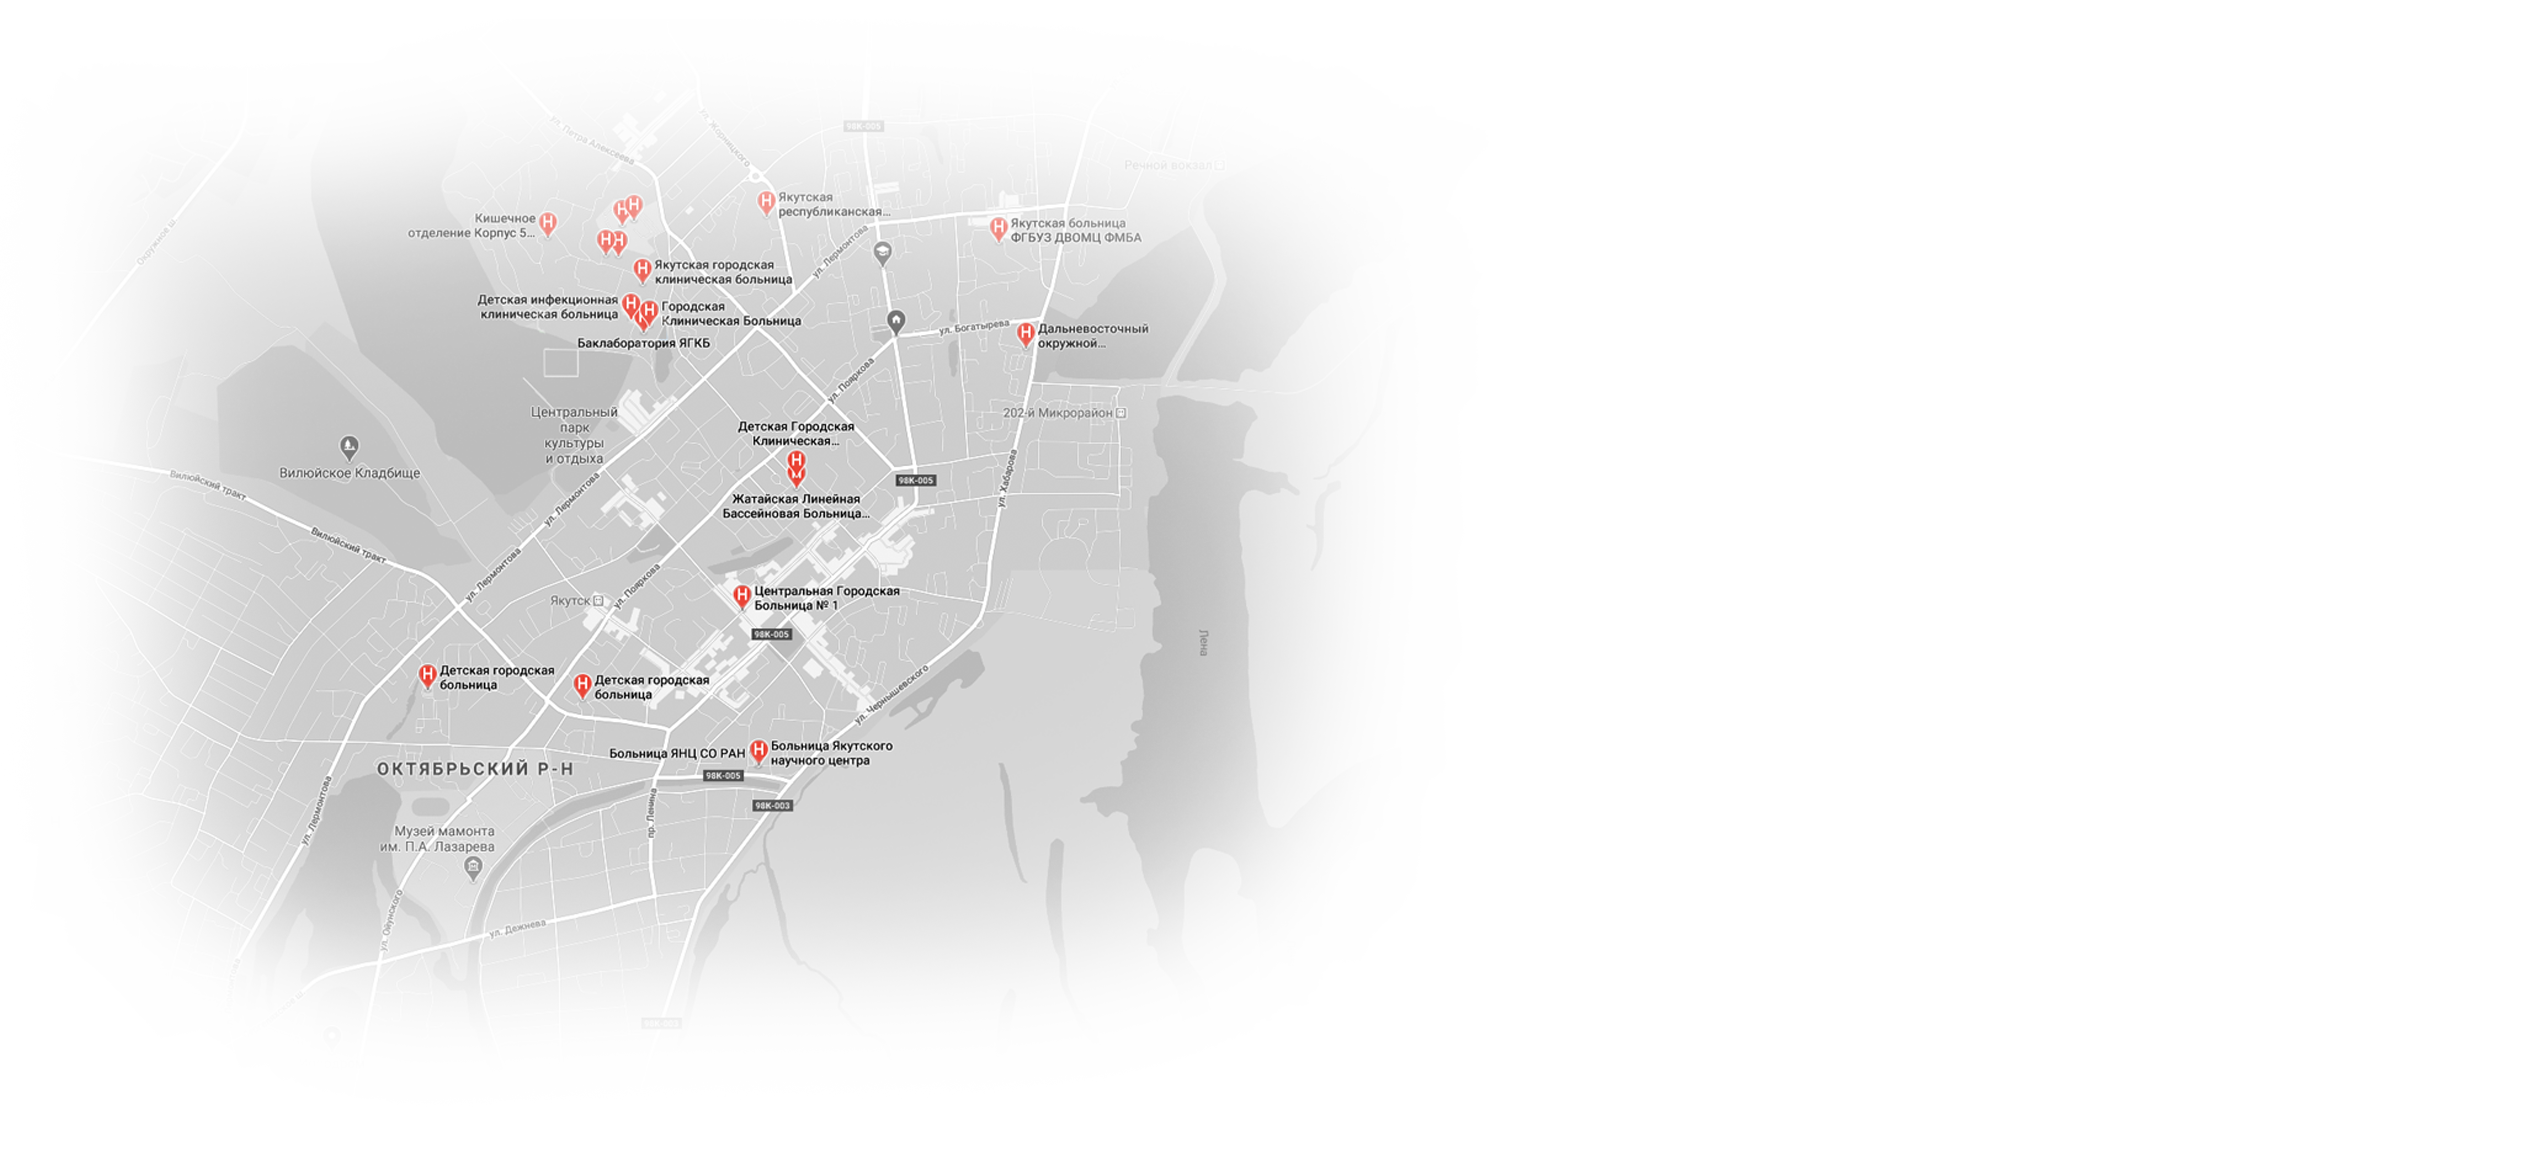 ул. Петра Алексеева
ул. Жорницкого
98К-005
Речной вокзал
Окружное ш.
Якутская
республиканская...
Кишечное
отделение Корпус 5...
Якутская больница
ФГБУЗ ДВОМЦ ФМБА
ул. Лермонтова
Якутская городская
клиническая больница
Детская инфекционная
клиническая больница
Городская
Клиническая Больница
Баклаборатория ЯГКБ
ул. Богатырева
Дальневосточный
окружной...
ул. Пояркова
202-й Микрорайон
Центральный
парк
культуры
и отдыха
Детская Городская
Клиническая...
Вилюйское Кладбище
98К-005
ул. Хабарова
Вилюйский тракт
ул. Лермонтова
Жатайская Линейная
Бассейновая Больница...
Вилюйский тракт
ул. Лермонтова
ул. Пояркова
Якутск
Центральная Городская
Больница № 1
98К-005
Лена
Детская городская
больница
Детская городская
больница
ул. Чернышевского
Больница ЯНЦ СО РАН
Больница Якутского
научного центра
ОКТЯБРЬСКИЙ Р-Н
98К-005
98К-003
ул. Лермонтова
пр. Ленина
Музей мамонта
им. П.А. Лазарева
ул. Ойунского
ул. Дежнева